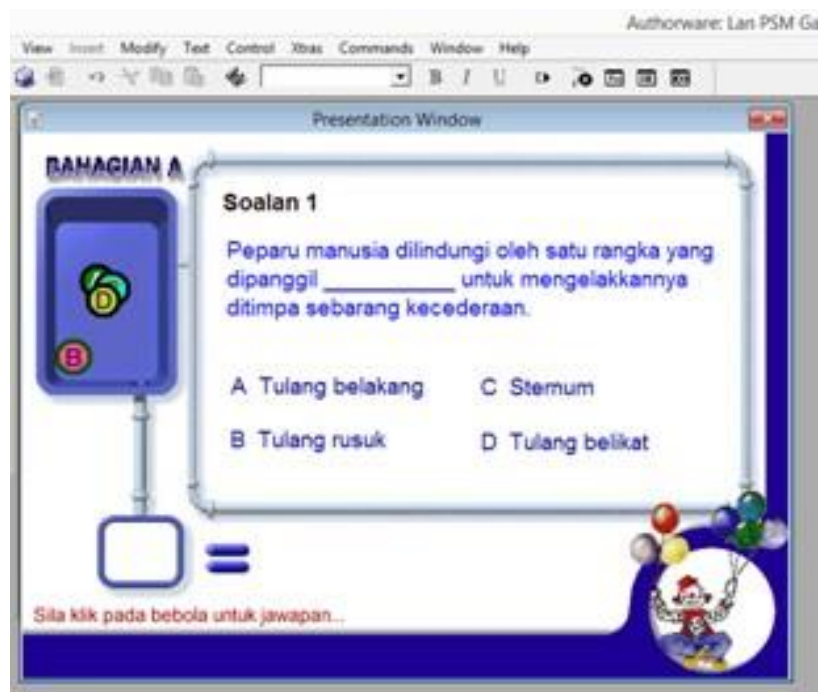 Authorware: Lan PSM Ga
View Insert Modify Text Control Xtras Commands Window Help
B I U
Presentation Window
BAHAGIAN A
Soalan 1
Peparu manusia dilindungi oleh satu rangka yang
dipanggil __________ untuk mengelakkannya
ditimpa sebarang kecederaan.
D
B
A Tulang belakang
C Sternum
B Tulang rusuk
D Tulang belikat
=
Sila klik pada bebola untuk jawapan...